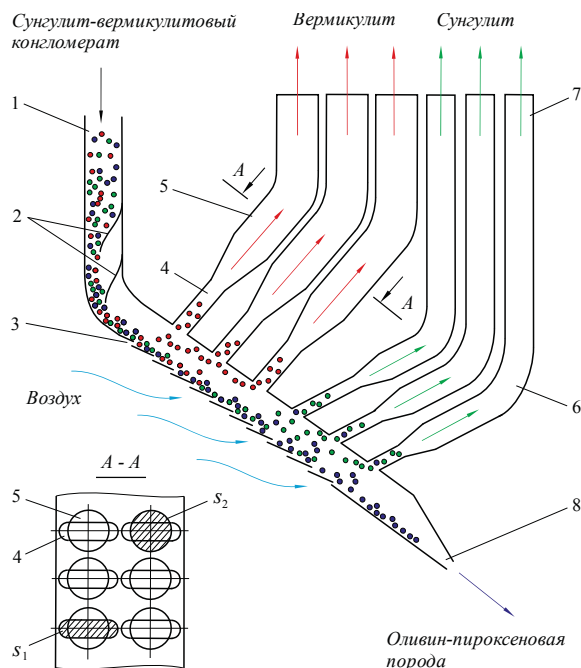 Сунгулит-вермикулитовый
конгломерат
Вермикулит
Сунгулит
1
7
A
5
2
4
A
3
Воздух
6
A - A
5
s2
4
8
s1
Оливин-пироксеновая
порода